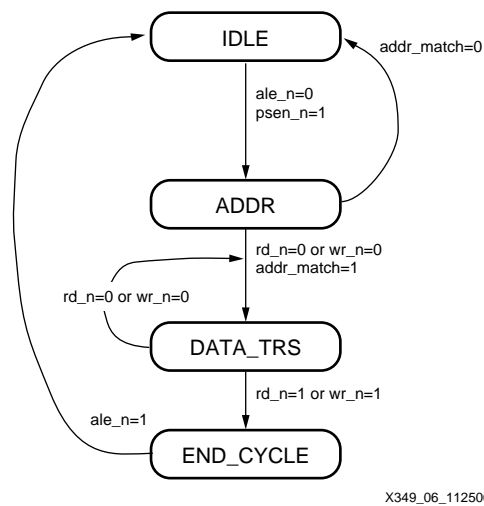 IDLE
addr_match=0
ale_n=0
psen_n=1
ADDR
rd_n=0 or wr_n=0
addr_match=1
rd_n=0 or wr_n=0
DATA_TRS
rd_n=1 or wr_n=1
ale_n=1
END_CYCLE
X349_06_11250